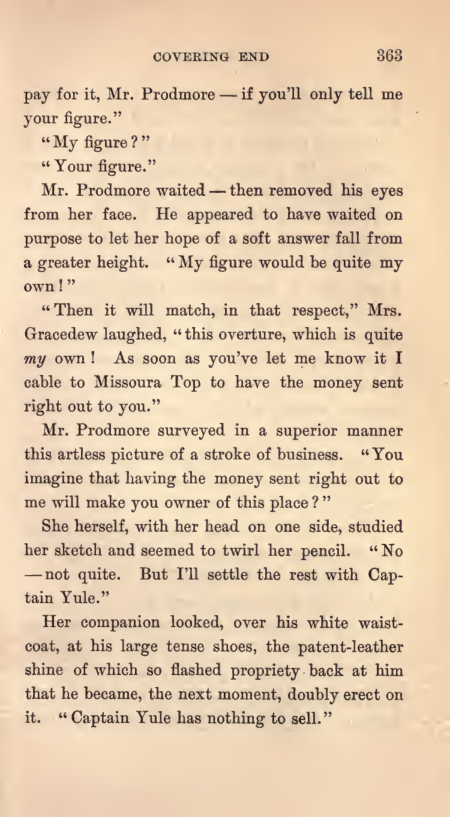 COVERING END 363
pay for it, Mr. Prodmore — if you'll only tell me
your figure."
"My figure?"
"Your figure."
Mr. Prodmore waited — then removed his eyes
from her face. He appeared to have waited on
purpose to let her hope of a soft answer fall from
a greater height. "My figure would be quite my
own!"
"Then it will match, in that respect," Mrs.
Gracedew laughed, "this overture, which is quite
my own! As soon as you've let me know it I
cable to Missoura Top to have the money sent
right out to you."
Mr. Prodmore surveyed in a superior manner
this artless picture of a stroke of business. "You
imagine that having the money sent right out to
me will make you owner of this place?"
She herself, with her head on one side, studied
her sketch and seemed to twirl her pencil. "No
— not quite. But I'll settle the rest with Cap-
tain Yule."
Her companion looked, over his white waist-
coat, at his large tense shoes, the patent-leather
shine of which so flashed propriety back at him
that he became, the next moment, doubly erect on
it. "Captain Yule has nothing to sell."